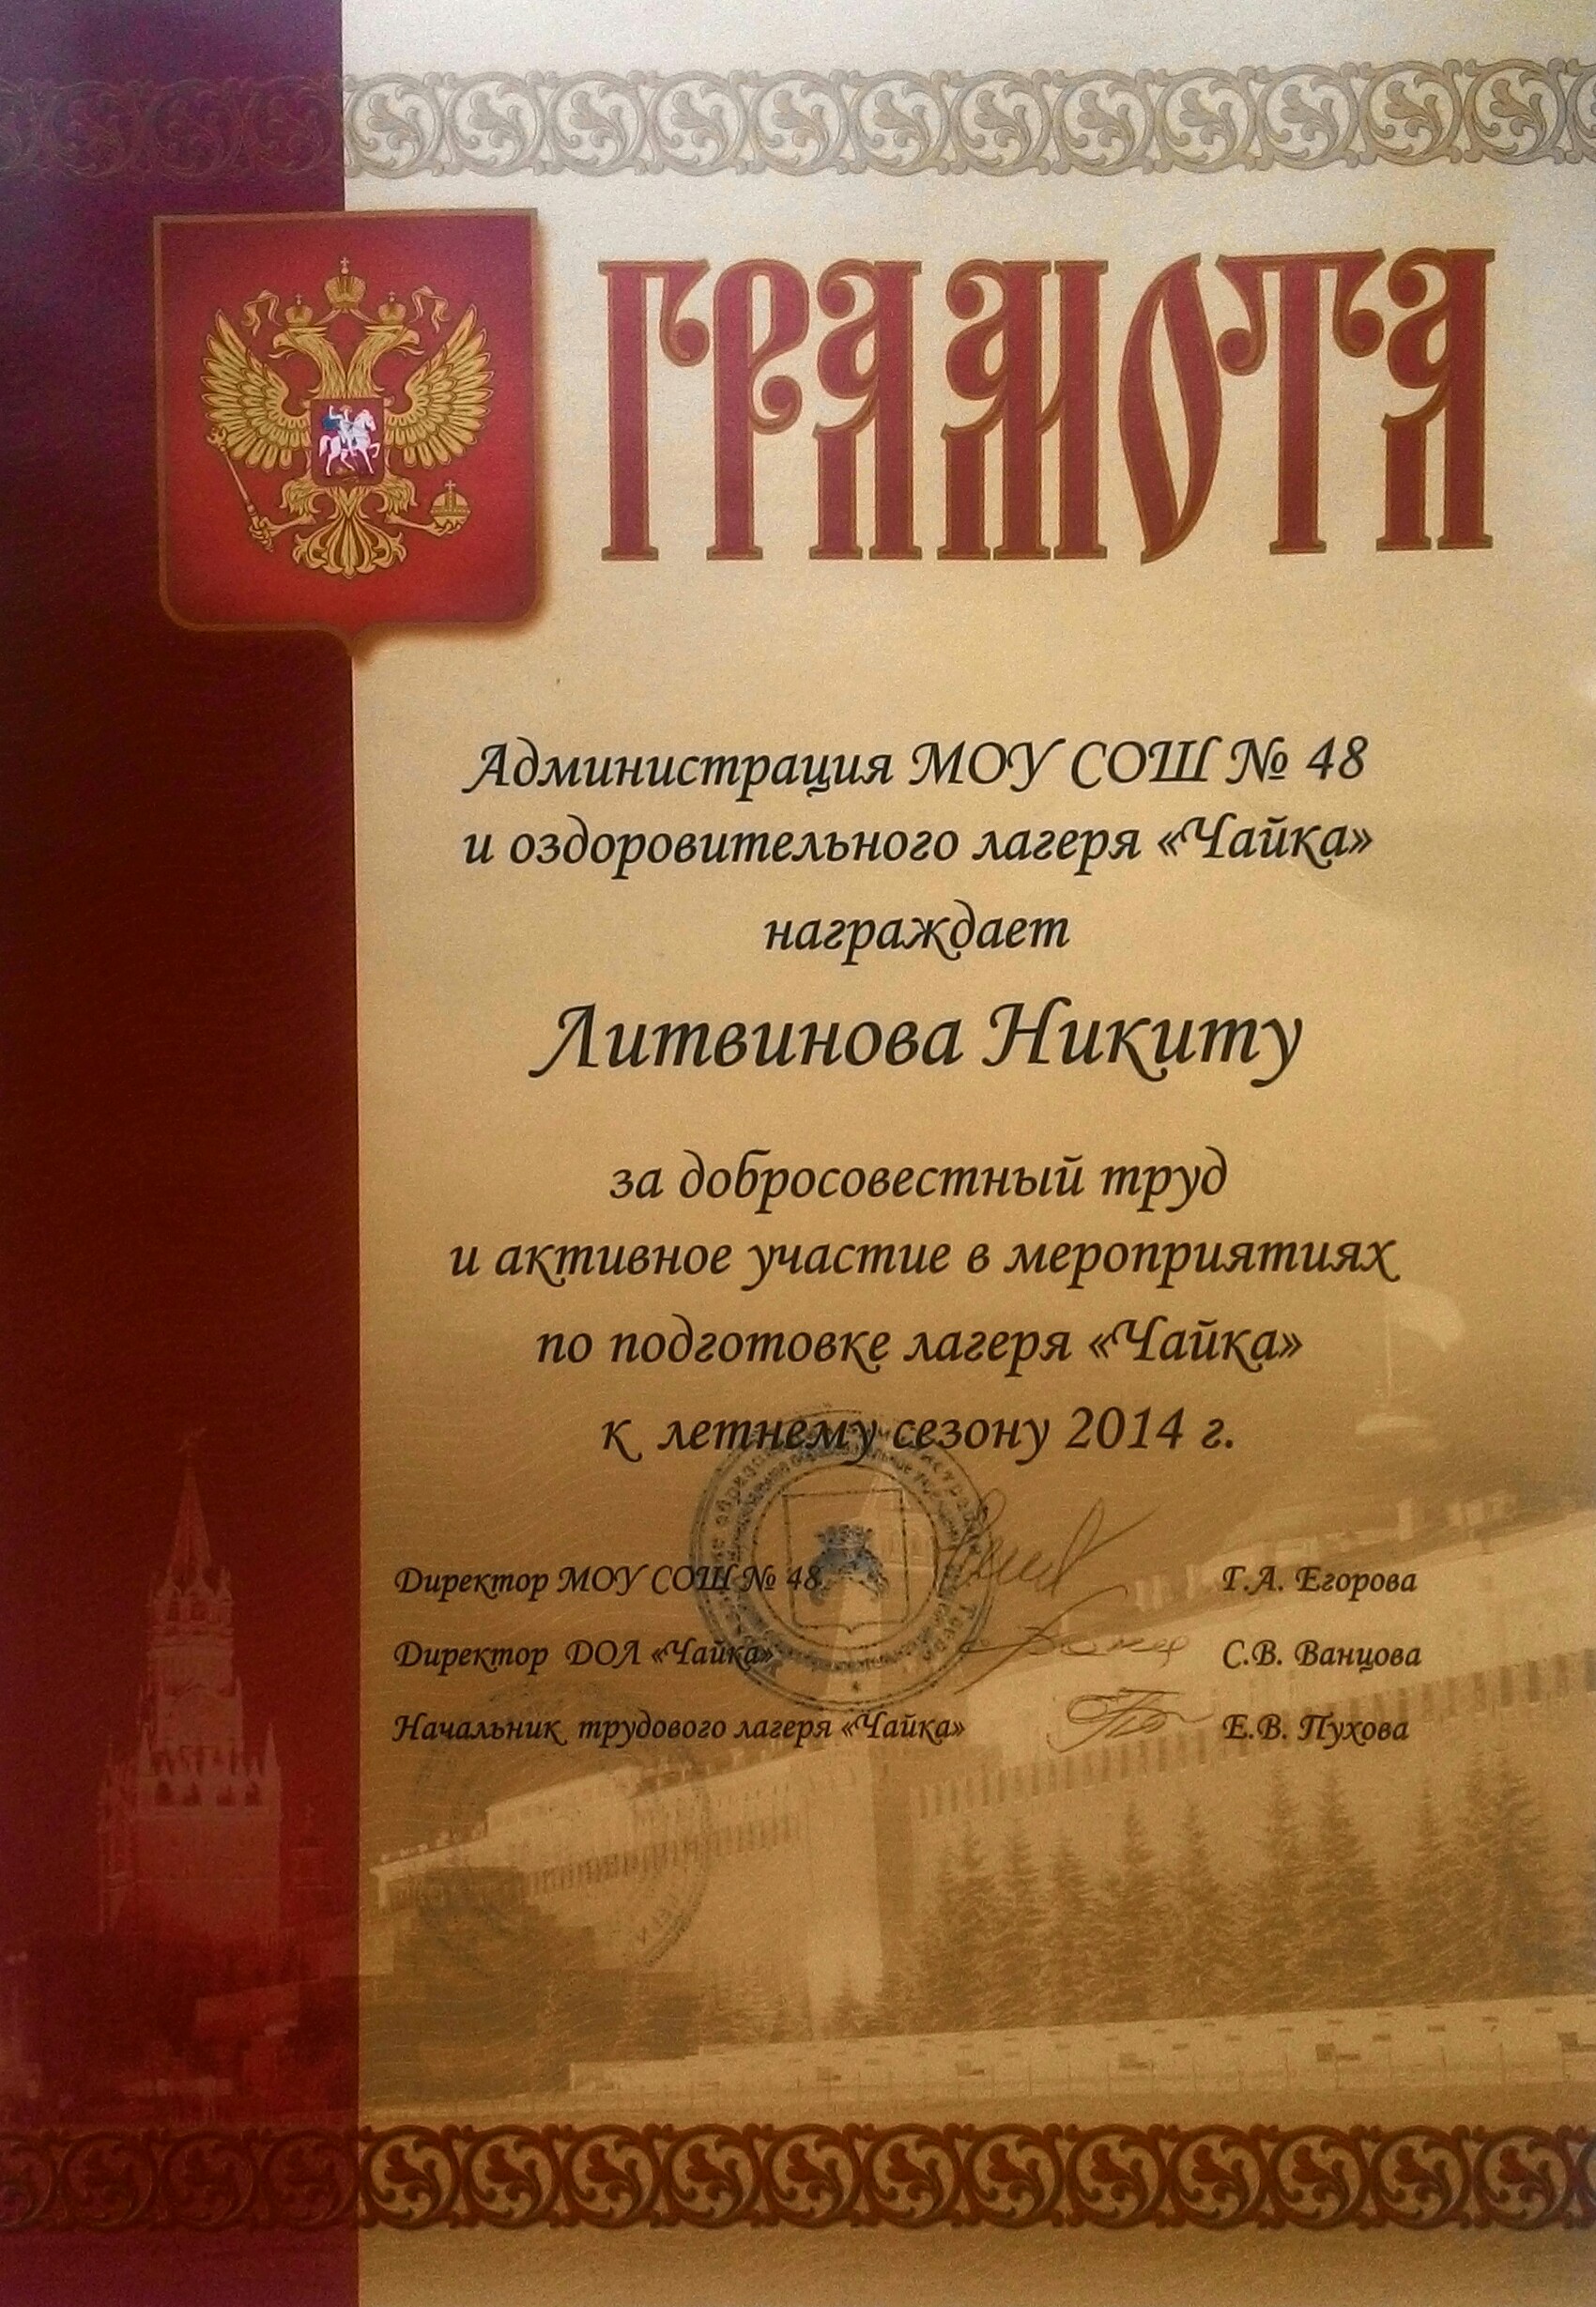 ГРАМОТА
Администрация МОУ СОШ № 48
и оздоровительного лагеря «Чайка»
награждает
Литвинова Никиту
за добросовестный труд
и активное участие в мероприятиях
по подготовке лагеря «Чайка»
к летнему сезону 2014 г.
Директор МОУ СОШ № 48 Г.А. Егорова
Директор ДОЛ «Чайка» С.В. Ванцова
Начальник трудового лагеря «Чайка» Е.В. Пухова